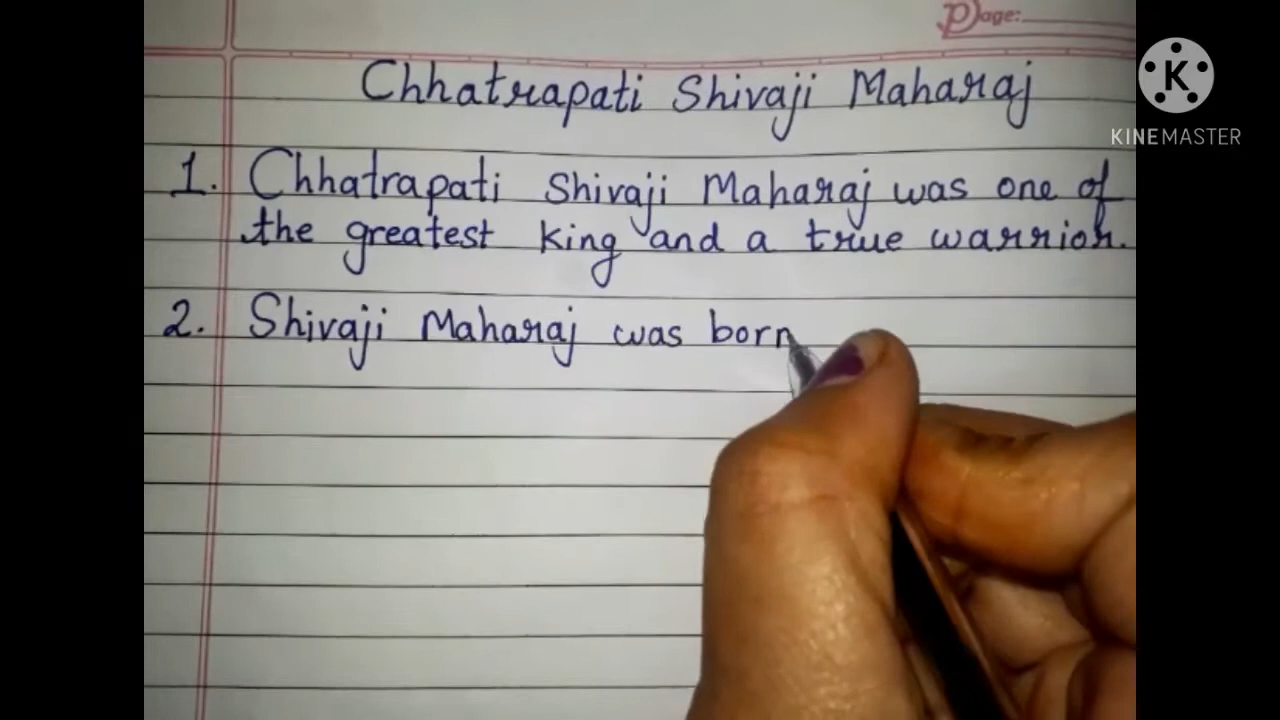 Page:
K
KINEMASTER
Chhatrapati Shivaji Maharaj
1. Chhatrapati Shivaji Maharaj was one of
the greatest king and a true warrior.
2. Shivaji Maharaj was born